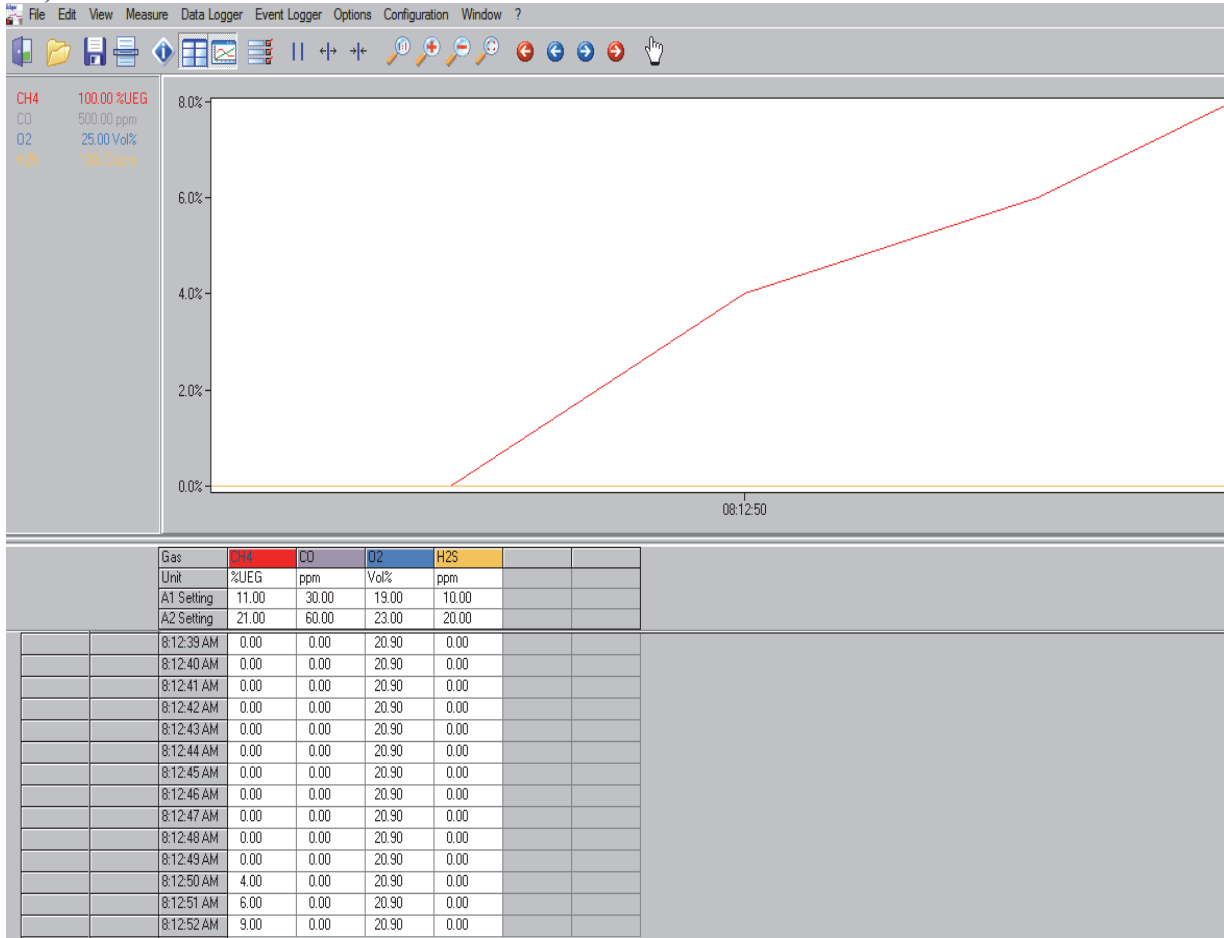 File Edit View Measure Data Logger Event Logger Options Configuration Window ?
CH4 100.00 %UEG
CO 500.00 ppm
O2 25.00 Vol%
H2S 100.00 ppm
8.0%
6.0%
4.0%
2.0%
0.0%
08:12:50
Gas CH4 CO O2 H2S
Unit %UEG ppm Vol% ppm
A1 Setting 11.00 30.00 19.00 10.00
A2 Setting 21.00 60.00 23.00 20.00
8:12:39 AM 0.00 0.00 20.90 0.00
8:12:40 AM 0.00 0.00 20.90 0.00
8:12:41 AM 0.00 0.00 20.90 0.00
8:12:42 AM 0.00 0.00 20.90 0.00
8:12:43 AM 0.00 0.00 20.90 0.00
8:12:44 AM 0.00 0.00 20.90 0.00
8:12:45 AM 0.00 0.00 20.90 0.00
8:12:46 AM 0.00 0.00 20.90 0.00
8:12:47 AM 0.00 0.00 20.90 0.00
8:12:48 AM 0.00 0.00 20.90 0.00
8:12:49 AM 0.00 0.00 20.90 0.00
8:12:50 AM 4.00 0.00 20.90 0.00
8:12:51 AM 6.00 0.00 20.90 0.00
8:12:52 AM 9.00 0.00 20.90 0.00